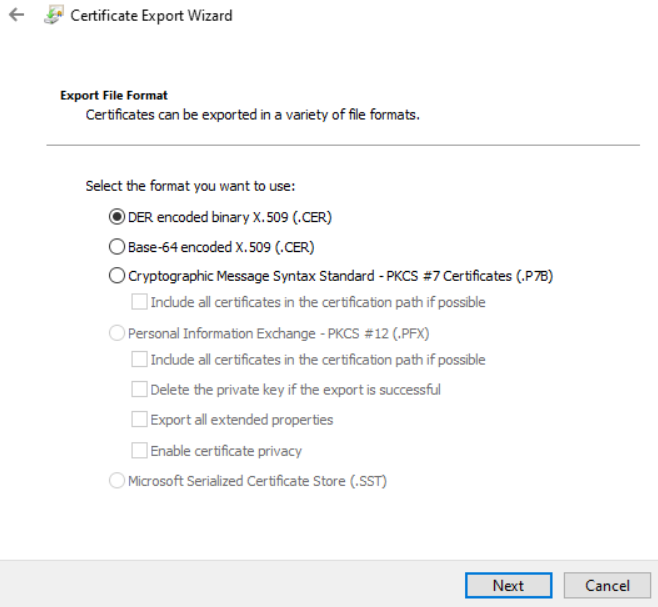 Certificate Export Wizard
Export File Format
Certificates can be exported in a variety of file formats.
Select the format you want to use:
DER encoded binary X.509 (.CER)
Base-64 encoded X.509 (.CER)
Cryptographic Message Syntax Standard - PKCS #7 Certificates (.P7B)
Include all certificates in the certification path if possible
Personal Information Exchange - PKCS #12 (.PFX)
Include all certificates in the certification path if possible
Delete the private key if the export is successful
Export all extended properties
Enable certificate privacy
Microsoft Serialized Certificate Store (.SST)
Next Cancel